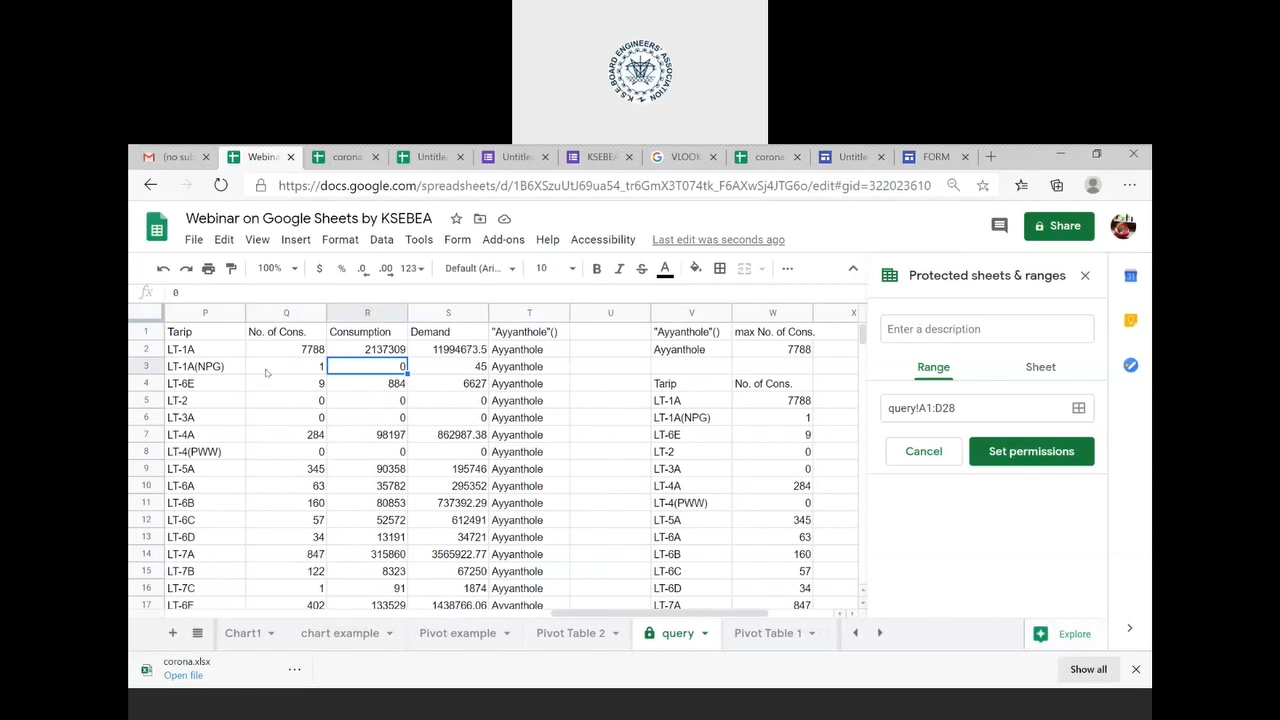 K.S.E.BOARD ENGINEERS' ASSOCIATION
(no sub
Webina
corona
Untitle
Untitle
KSEBEA
VLOOK
corona
Untitle
FORM
https://docs.google.com/spreadsheets/d/1B6XSzuUtJ69ua54_tr6GmX3T074tk_F6AXwSj4JTG6o/edit#gid=322023610
Webinar on Google Sheets by KSEBEA
Share
File Edit View Insert Format Data Tools Form Add-ons Help Accessibility Last edit was seconds ago
100% $ % .0 .00 123 Default (Ari... 10 B I S A
Protected sheets & ranges
fx 0
Enter a description
P Q R S T U V W X
1 Tarip No. of Cons. Consumption Demand "Ayyanthole"() "Ayyanthole"() max No. of Cons.
2 LT-1A 7788 2137309 11994673.5 Ayyanthole Ayyanthole 7788
3 LT-1A(NPG) 1 0 45 Ayyanthole
4 LT-6E 9 884 6627 Ayyanthole Tarip No. of Cons.
5 LT-2 0 0 0 Ayyanthole LT-1A 7788
6 LT-3A 0 0 0 Ayyanthole LT-1A(NPG) 1
7 LT-4A 284 98197 862987.38 Ayyanthole LT-6E 9
8 LT-4(PWW) 0 0 0 Ayyanthole LT-2 0
9 LT-5A 345 90358 195746 Ayyanthole LT-3A 0
10 LT-6A 63 35782 295352 Ayyanthole LT-4A 284
11 LT-6B 160 80853 737392.29 Ayyanthole LT-4(PWW) 0
12 LT-6C 57 52572 612491 Ayyanthole LT-5A 345
13 LT-6D 34 13191 34721 Ayyanthole LT-6A 63
14 LT-7A 847 315860 3565922.77 Ayyanthole LT-6B 160
15 LT-7B 122 8323 67250 Ayyanthole LT-6C 57
16 LT-7C 1 91 1874 Ayyanthole LT-6D 34
17 LT-6F 402 133529 1438766.06 Ayyanthole LT-7A 847
Range Sheet
query!A1:D28
Cancel Set permissions
Chart1 chart example Pivot example Pivot Table 2 query Pivot Table 1
Explore
corona.xlsx
Open file
Show all